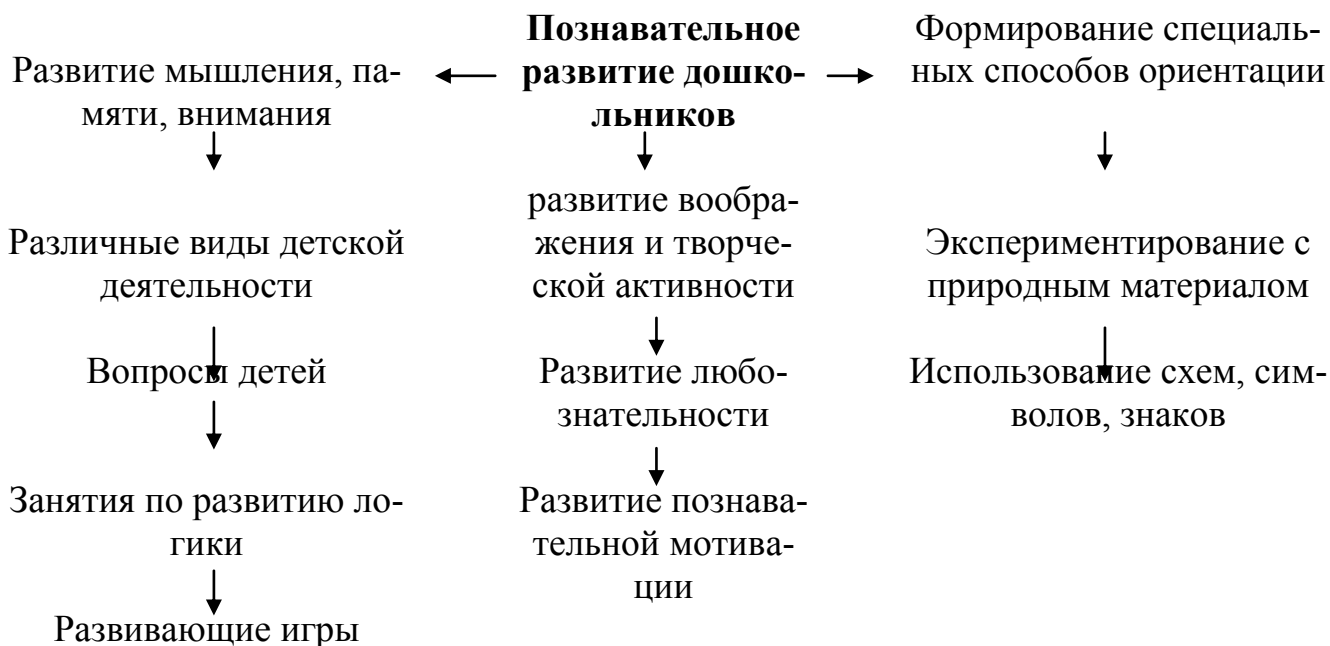 Познавательное
развитие дошко-
льников
Развитие мышления, па-
мяти, внимания
Различные виды детской
деятельности
Вопросы детей
Занятия по развитию ло-
гики
Развивающие игры
развитие вообра-
жения и творче-
ской активности
Развитие любо-
знательности
Развитие познава-
тельной мотива-
ции
Формирование специаль-
ных способов ориентации
Экспериментирование с
природным материалом
Использование схем, сим-
волов, знаков